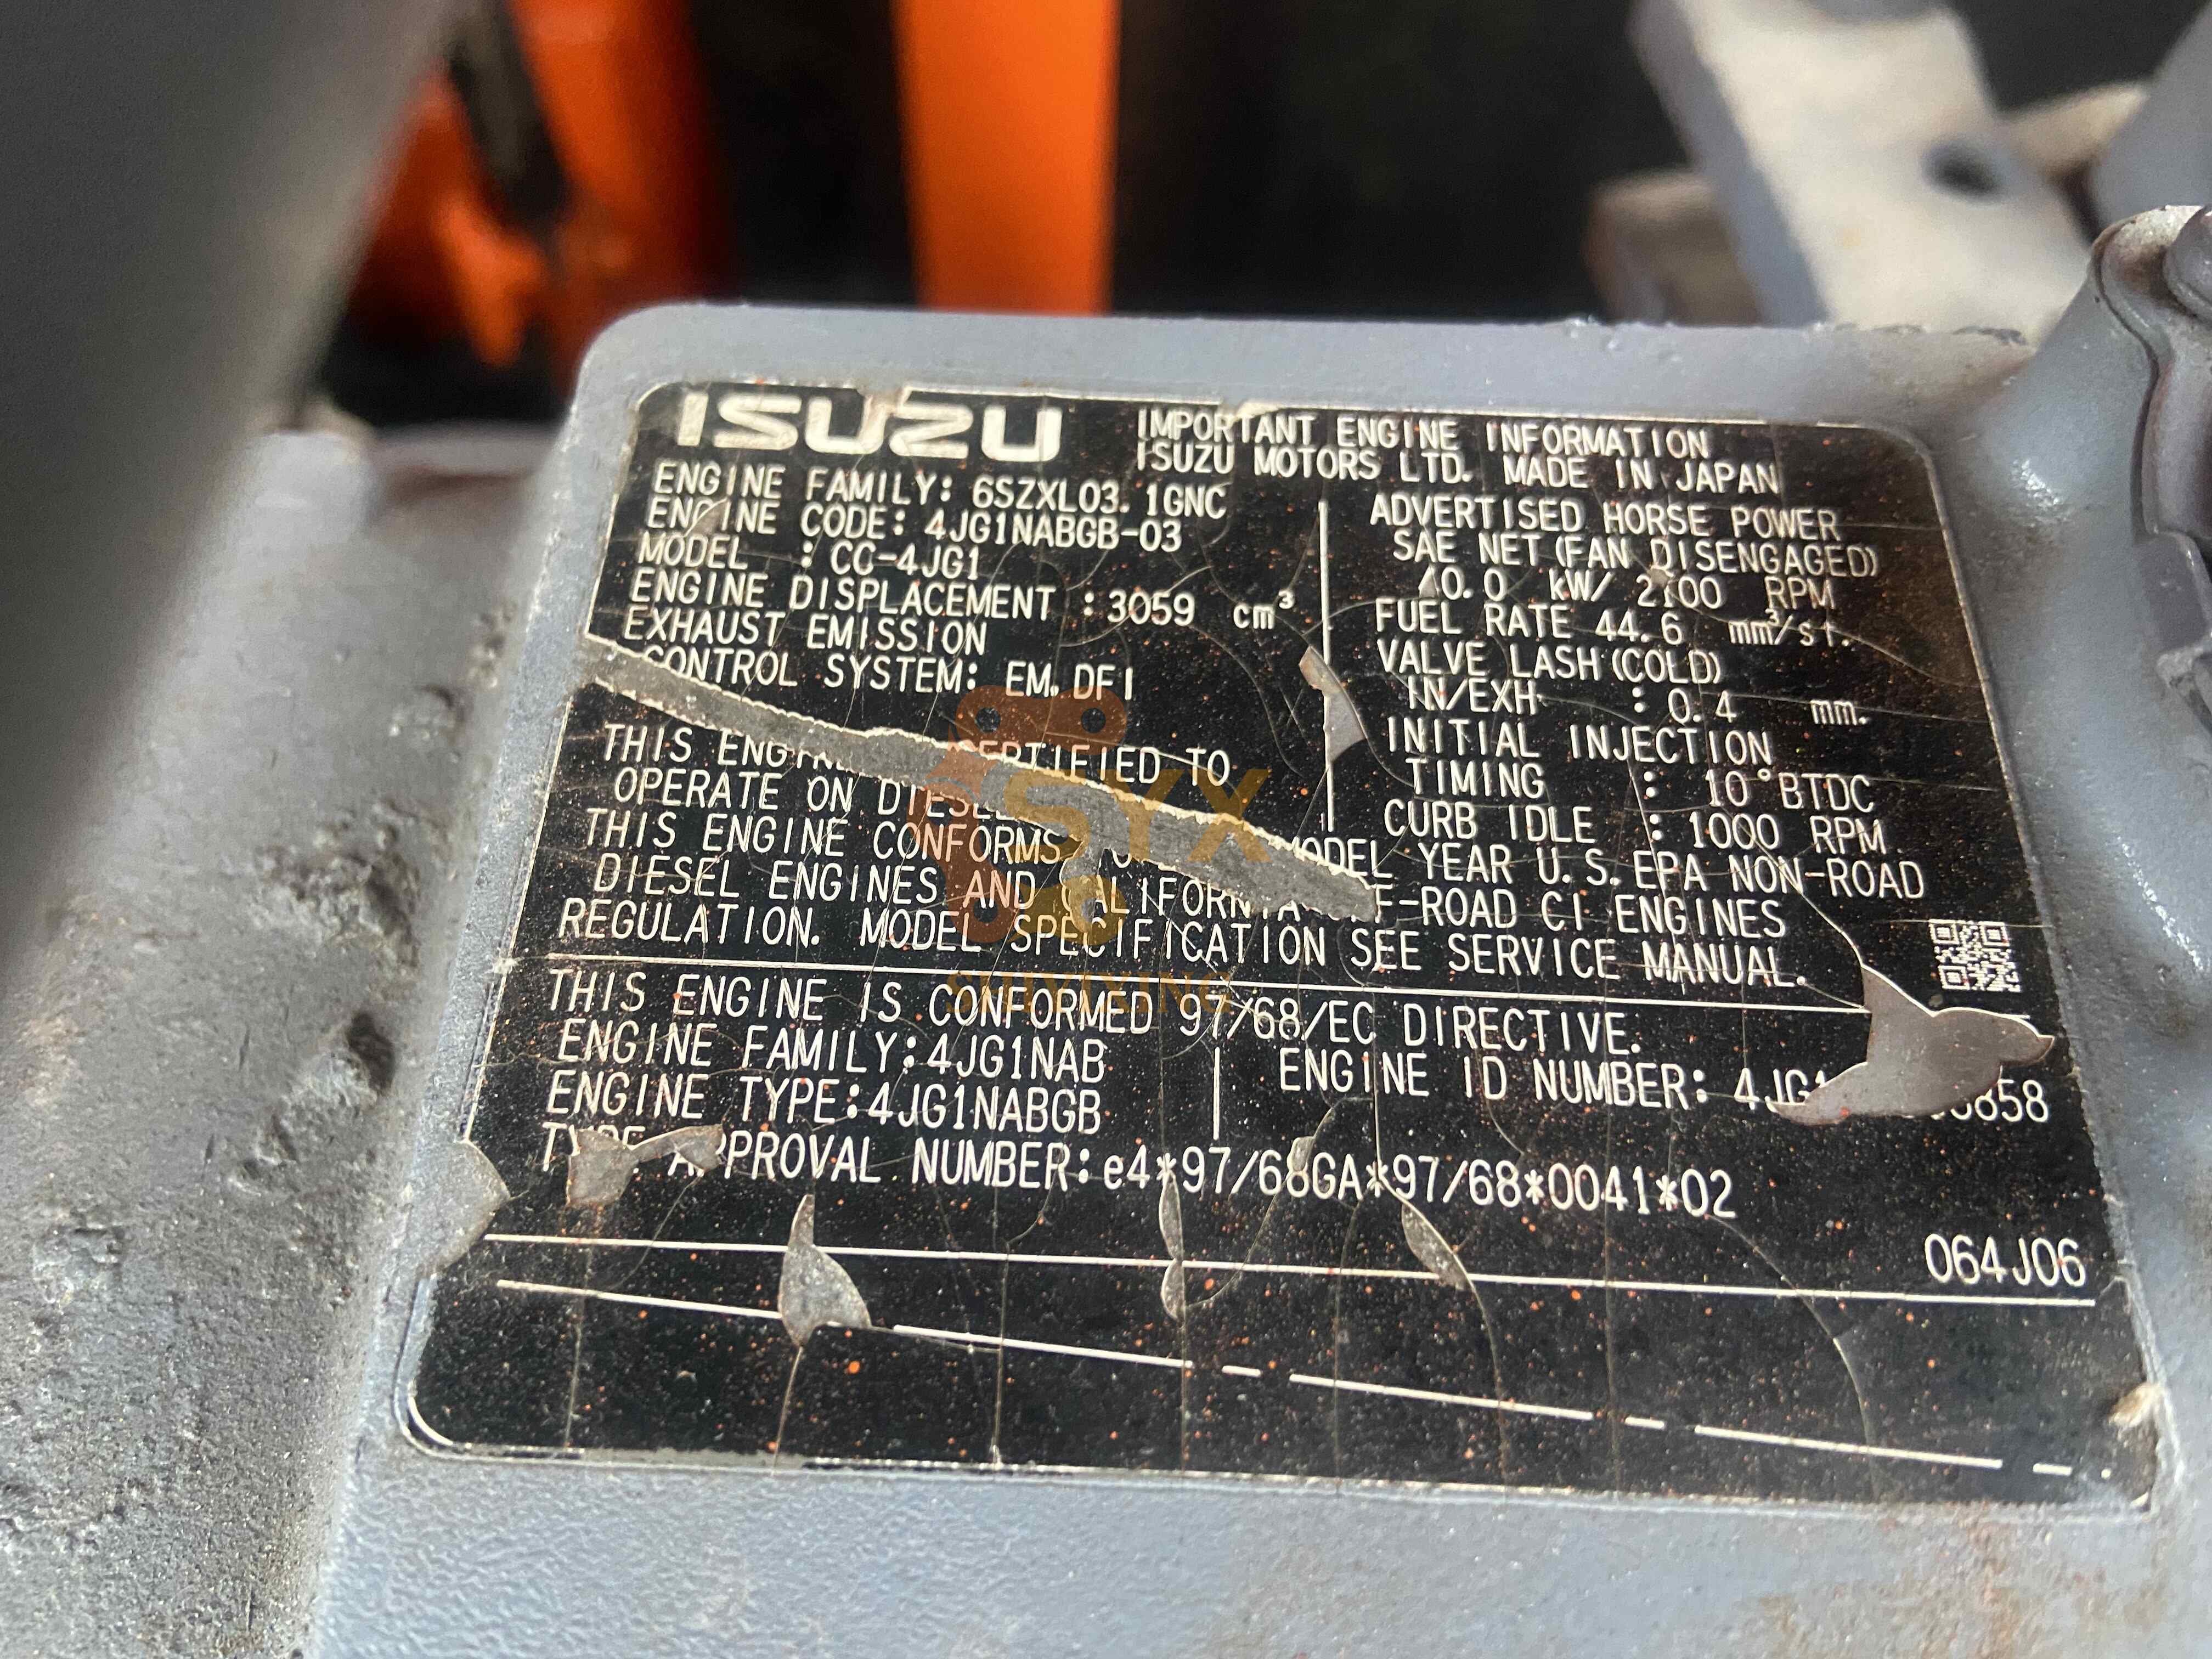 ISUZU
IMPORTANT ENGINE INFORMATION
ISUZU MOTORS LTD. MADE IN JAPAN
ENGINE FAMILY: 6SZXL03.1GNC
ENGINE CODE: 4JG1NABGB-03
MODEL : CC-4JG1
ENGINE DISPLACEMENT : 3059 cm³
EXHAUST EMISSION
CONTROL SYSTEM: EM, DFI
ADVERTISED HORSE POWER
SAE NET (FAN DISENGAGED)
40.0 kW/ 2100 RPM
FUEL RATE 44.6 mm³/st.
VALVE LASH (COLD)
IN/EXH : 0.4 mm.
INITIAL INJECTION
TIMING : 10°BTDC
CURB IDLE : 1000 RPM
THIS CERTIFIED TO
OPERATE ON DIESEL
THIS ENGINE CONFORMS MODEL YEAR U.S. EPA NON-ROAD
DIESEL ENGINES AND CALIFORNIA OFF-ROAD CI ENGINES
REGULATION. MODEL SPECIFICATION SEE SERVICE MANUAL.
THIS ENGINE IS CONFORMED 97/68/EC DIRECTIVE.
ENGINE FAMILY:4JG1NAB
ENGINE TYPE:4JG1NABGB
ENGINE ID NUMBER:
TYPE APPROVAL NUMBER:e4*97/68GA*97/68*0041*02
064J06
SYX
SHIYIXING